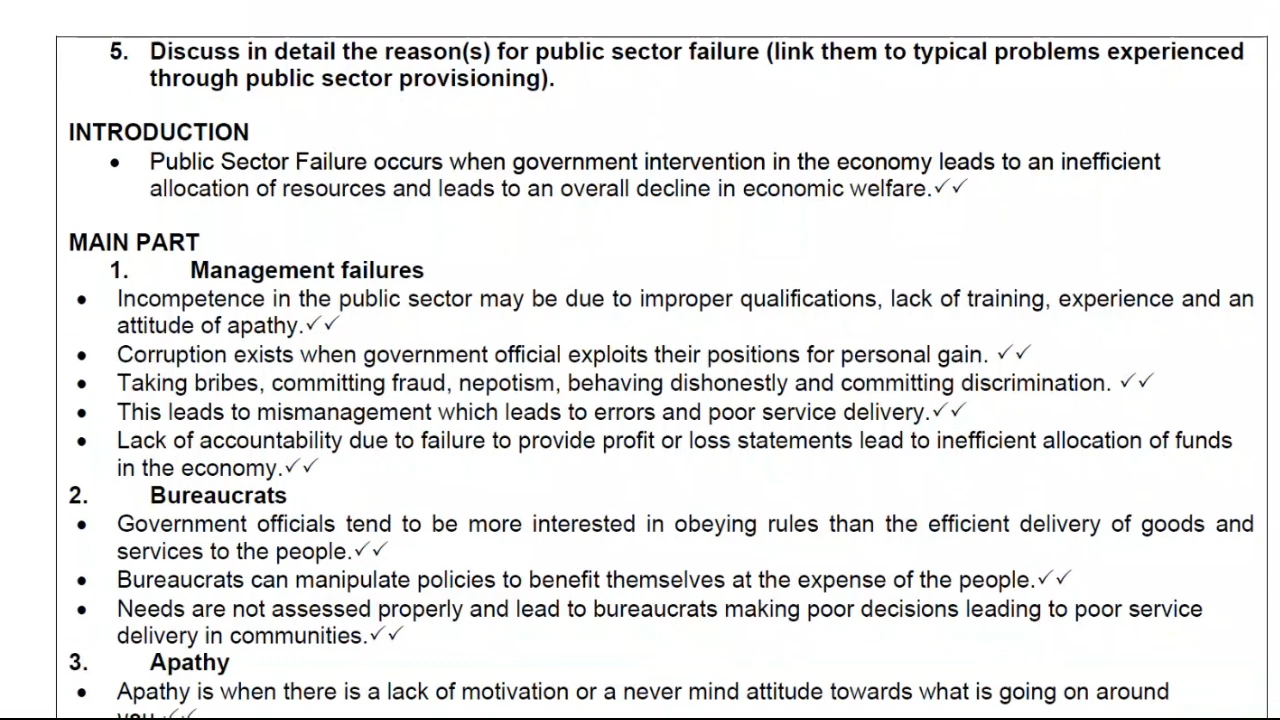 5. Discuss in detail the reason(s) for public sector failure (link them to typical problems experienced
through public sector provisioning).
INTRODUCTION
• Public Sector Failure occurs when government intervention in the economy leads to an inefficient
allocation of resources and leads to an overall decline in economic welfare.✓✓
MAIN PART
1. Management failures
• Incompetence in the public sector may be due to improper qualifications, lack of training, experience and an
attitude of apathy.✓✓
• Corruption exists when government official exploits their positions for personal gain. ✓✓
• Taking bribes, committing fraud, nepotism, behaving dishonestly and committing discrimination. ✓✓
• This leads to mismanagement which leads to errors and poor service delivery.✓✓
• Lack of accountability due to failure to provide profit or loss statements lead to inefficient allocation of funds
in the economy.✓✓
2. Bureaucrats
• Government officials tend to be more interested in obeying rules than the efficient delivery of goods and
services to the people.✓✓
• Bureaucrats can manipulate policies to benefit themselves at the expense of the people.✓✓
• Needs are not assessed properly and lead to bureaucrats making poor decisions leading to poor service
delivery in communities.✓✓
3. Apathy
• Apathy is when there is a lack of motivation or a never mind attitude towards what is going on around
you.✓✓